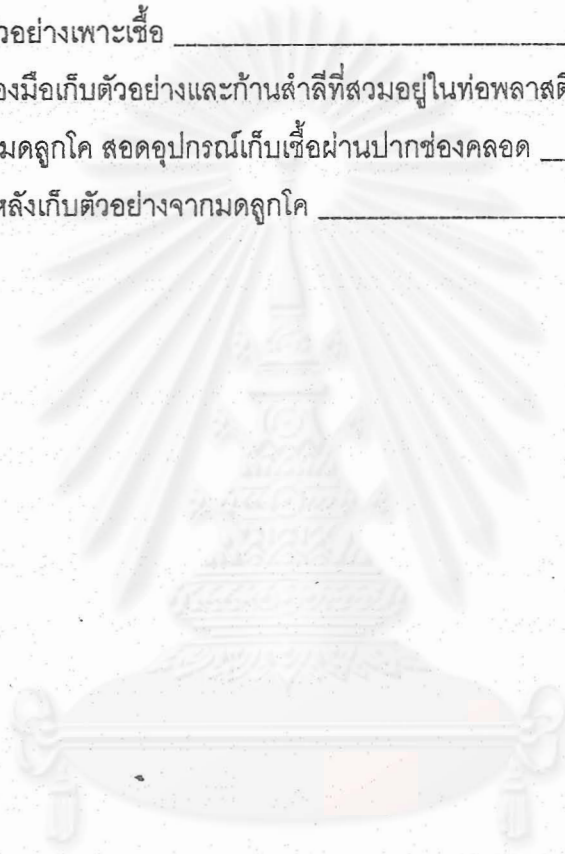 วอย่างเพาะเชื้อ
องมือเก็บตัวอย่างและก้านสำลีที่สวมอยู่ในท่อพลาสติ
มดลูกโค สอดอุปกรณ์เก็บเชื้อผ่านปากช่องคลอด
หลังเก็บตัวอย่างจากมดลูกโค